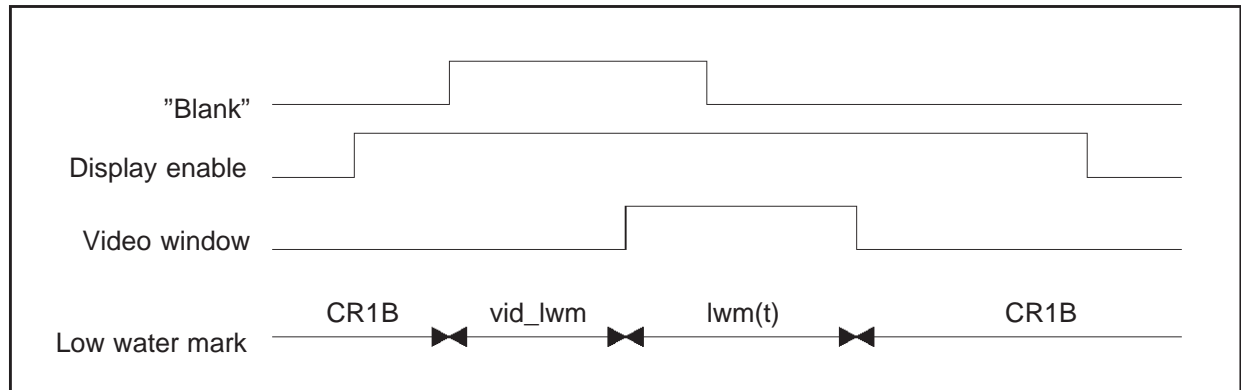 ”Blank”
Display enable
Video window
CR1B vid_lwm lwm(t) CR1B
Low water mark